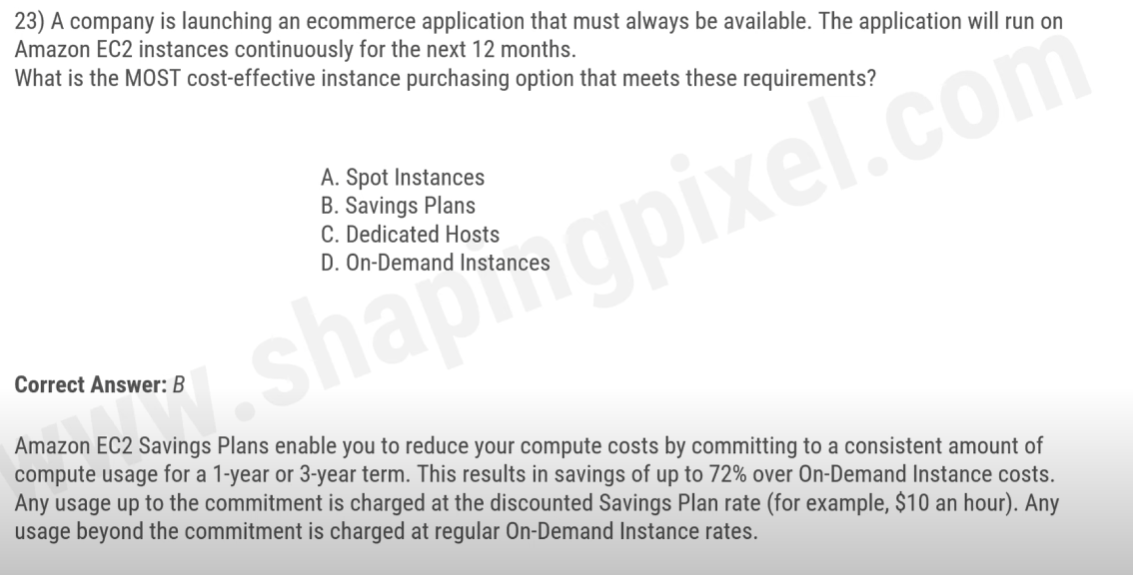 23) A company is launching an ecommerce application that must always be available. The application will run on
Amazon EC2 instances continuously for the next 12 months.
What is the MOST cost-effective instance purchasing option that meets these requirements?
A. Spot Instances
B. Savings Plans
C. Dedicated Hosts
D. On-Demand Instances
www.shapingpixel.com
Correct Answer: B
Amazon EC2 Savings Plans enable you to reduce your compute costs by committing to a consistent amount of
compute usage for a 1-year or 3-year term. This results in savings of up to 72% over On-Demand Instance costs.
Any usage up to the commitment is charged at the discounted Savings Plan rate (for example, $10 an hour). Any
usage beyond the commitment is charged at regular On-Demand Instance rates.